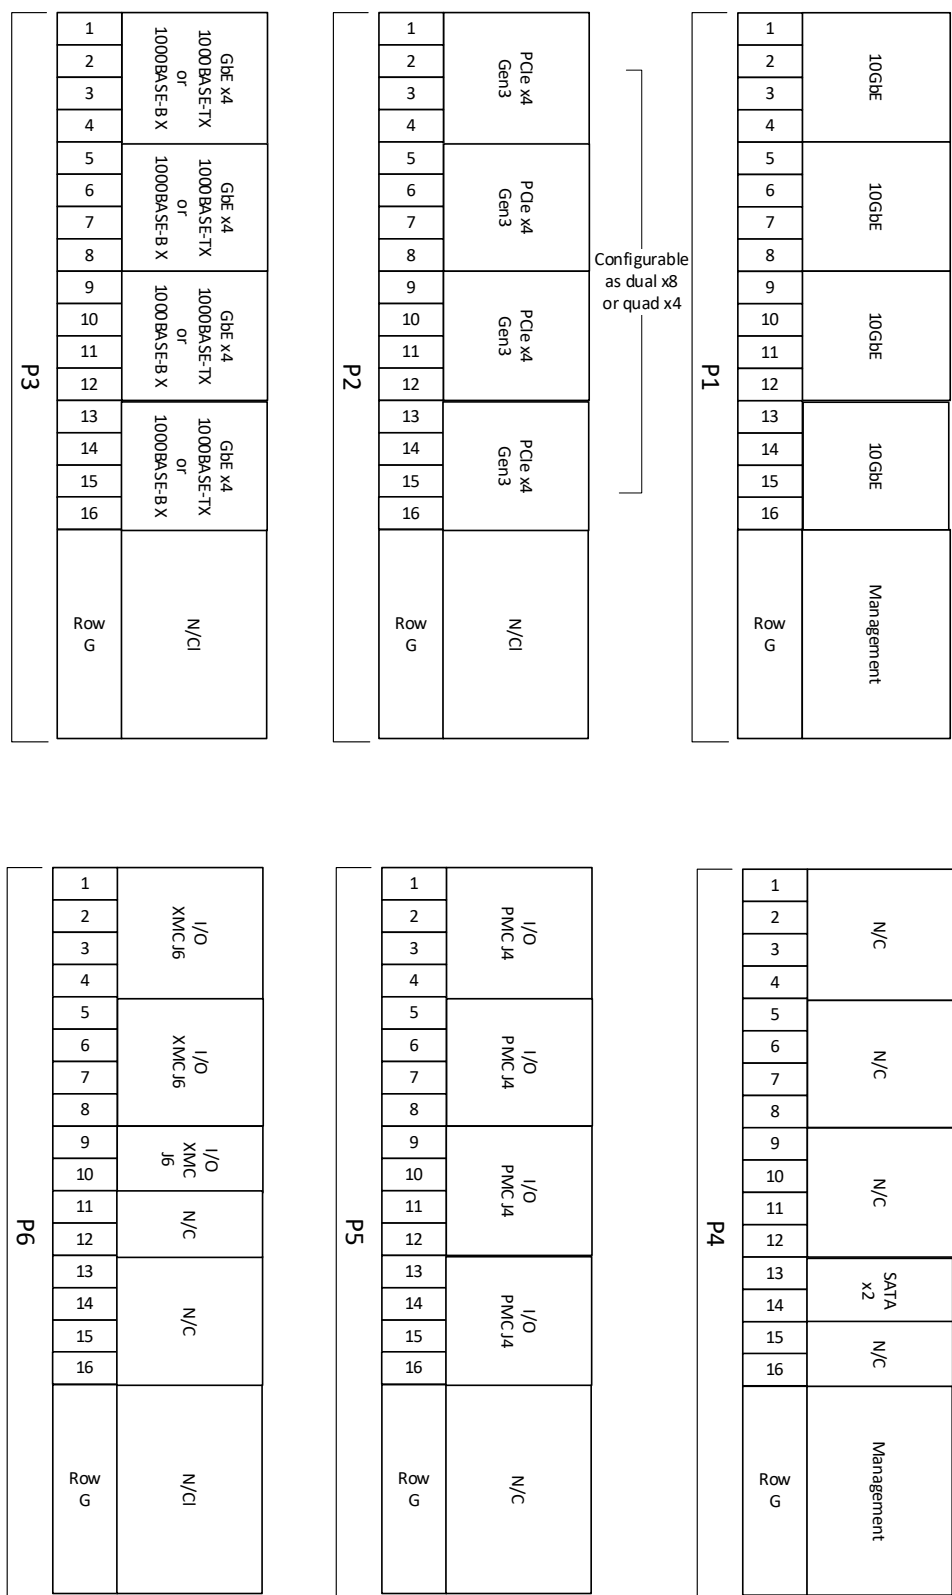 P3
1
2
3
4
GbE x4
1000BASE-TX
or
1000BASE-BX
5
6
7
8
GbE x4
1000BASE-TX
or
1000BASE-BX
9
10
11
12
GbE x4
1000BASE-TX
or
1000BASE-BX
13
14
15
16
GbE x4
1000BASE-TX
or
1000BASE-BX
Row
G
N/Cl
P2
1
2
3
4
PCIe x4
Gen3
5
6
7
8
PCIe x4
Gen3
9
10
11
12
PCIe x4
Gen3
13
14
15
16
PCIe x4
Gen3
Row
G
N/Cl
Configurable
as dual x8
or quad x4
P1
1
2
3
4
10GbE
5
6
7
8
10GbE
9
10
11
12
10GbE
13
14
15
16
10GbE
Row
G
Management
P6
1
2
3
4
I/O
XMC J6
5
6
7
8
I/O
XMC J6
9
10
I/O
XMC
J6
11
12
N/C
13
14
15
16
N/C
Row
G
N/Cl
P5
1
2
3
4
I/O
PMC J4
5
6
7
8
I/O
PMC J4
9
10
11
12
I/O
PMC J4
13
14
15
16
I/O
PMC J4
Row
G
N/C
P4
1
2
3
4
N/C
5
6
7
8
N/C
9
10
11
12
N/C
13
14
SATA
x2
15
16
N/C
Row
G
Management